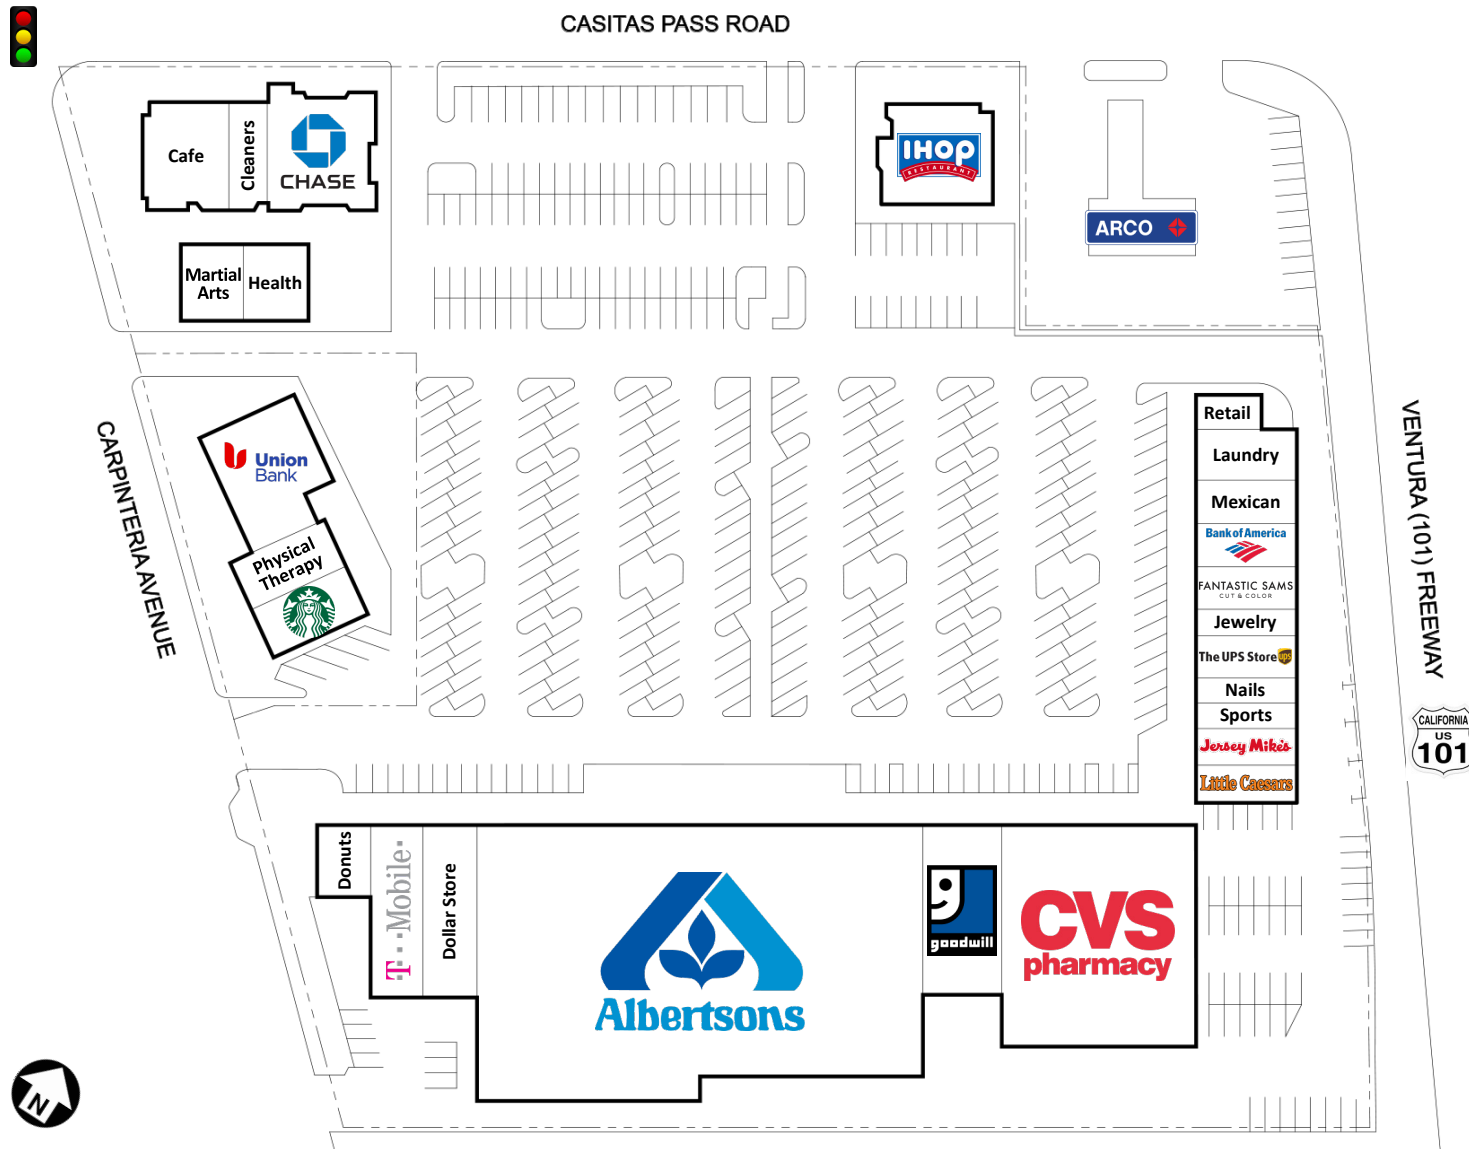 CASITAS PASS ROAD
Cafe
Cleaners
CHASE
IHOP
RESTAURANT
ARCO
Martial
Arts
Health
CARPINTERIA AVENUE
Union
Bank
Physical
Therapy
Retail
Laundry
Mexican
Bank of America
FANTASTIC SAMS
CUT & COLOR
Jewelry
The UPS Store
ups
Nails
Sports
Jersey Mike's
Little Caesars
VENTURA (101) FREEWAY
CALIFORNIA
US
101
Donuts
T··Mobile·
Dollar Store
Albertsons
goodwill
CVS
pharmacy
N